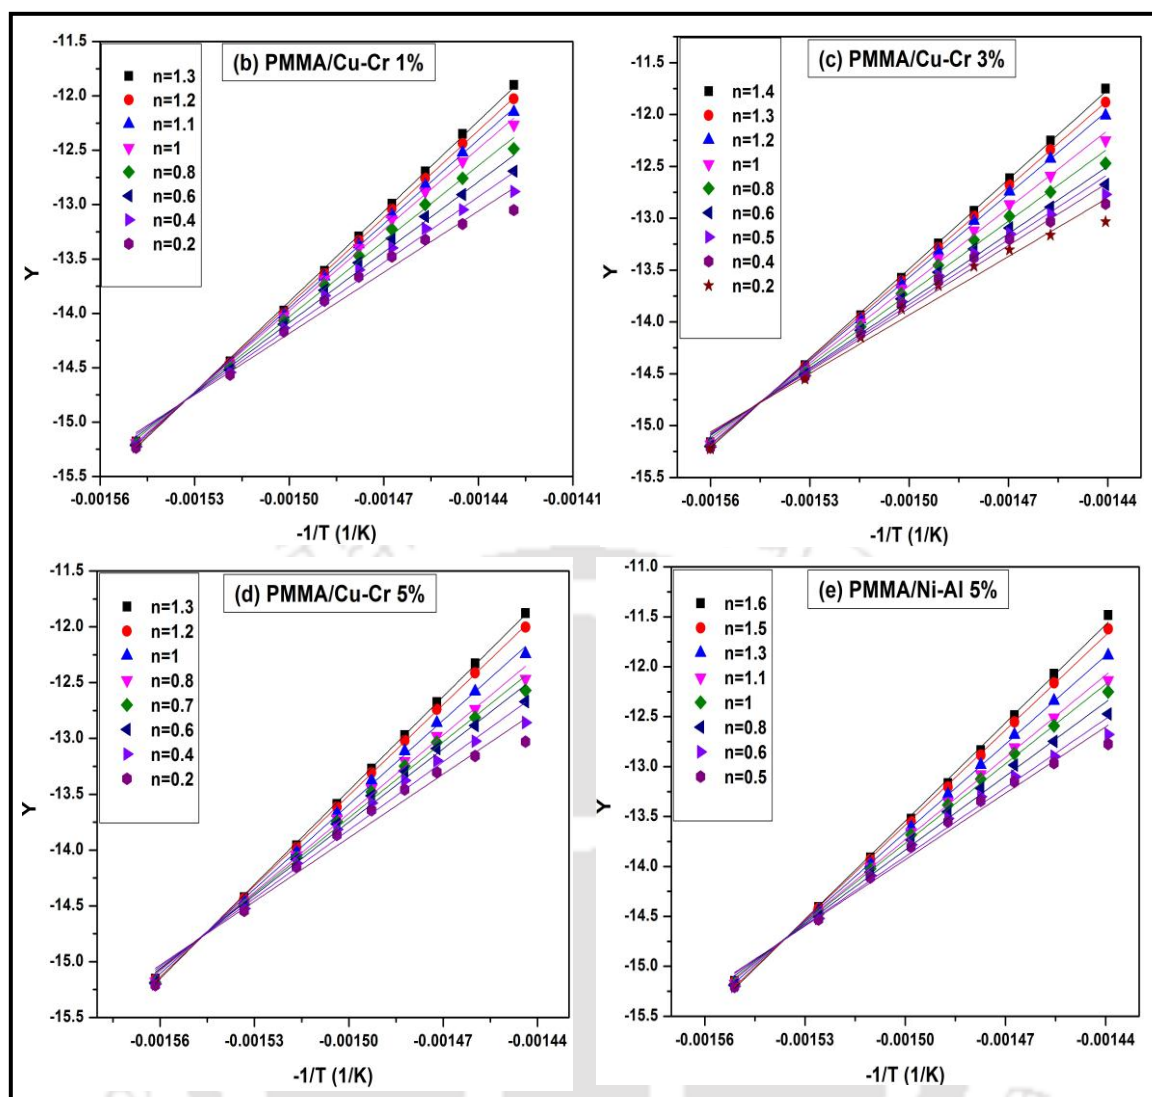 (b) PMMA/Cu-Cr 1%
-11.5
-12.0
-12.5
-13.0
-13.5
-14.0
-14.5
-15.0
-15.5
Y
n=1.3
n=1.2
n=1.1
n=1
n=0.8
n=0.6
n=0.4
n=0.2
-0.00156 -0.00153 -0.00150 -0.00147 -0.00144 -0.00141
-1/T (1/K)
(c) PMMA/Cu-Cr 3%
-11.5
-12.0
-12.5
-13.0
-13.5
-14.0
-14.5
-15.0
-15.5
Y
n=1.4
n=1.3
n=1.2
n=1
n=0.8
n=0.6
n=0.5
n=0.4
n=0.2
-0.00156 -0.00153 -0.00150 -0.00147 -0.00144
-1/T (1/K)
(d) PMMA/Cu-Cr 5%
-11.5
-12.0
-12.5
-13.0
-13.5
-14.0
-14.5
-15.0
-15.5
Y
n=1.3
n=1.2
n=1
n=0.8
n=0.7
n=0.6
n=0.4
n=0.2
-0.00156 -0.00153 -0.00150 -0.00147 -0.00144
-1/T (1/K)
(e) PMMA/Ni-Al 5%
-11.0
-11.5
-12.0
-12.5
-13.0
-13.5
-14.0
-14.5
-15.0
-15.5
Y
n=1.6
n=1.5
n=1.3
n=1.1
n=1
n=0.8
n=0.6
n=0.5
-0.00156 -0.00153 -0.00150 -0.00147 -0.00144
-1/T (1/K)